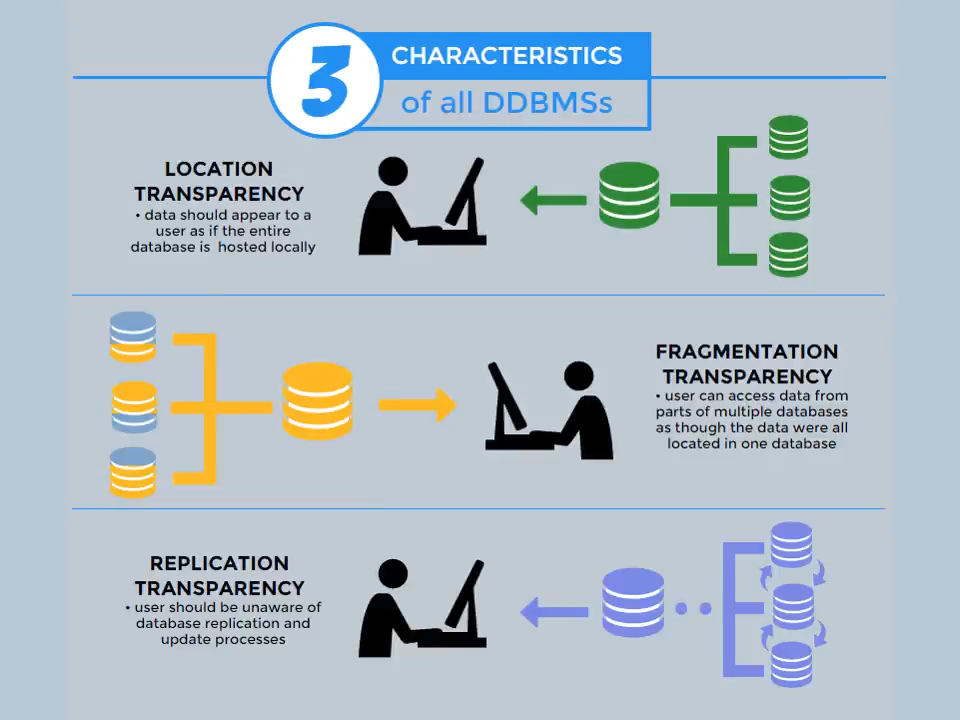 3
CHARACTERISTICS
of all DDBMSs
LOCATION
TRANSPARENCY
• data should appear to a
user as if the entire
database is hosted locally
FRAGMENTATION
TRANSPARENCY
• user can access data from
parts of multiple databases
as though the data were all
located in one database
REPLICATION
TRANSPARENCY
• user should be unaware of
database replication and
update processes